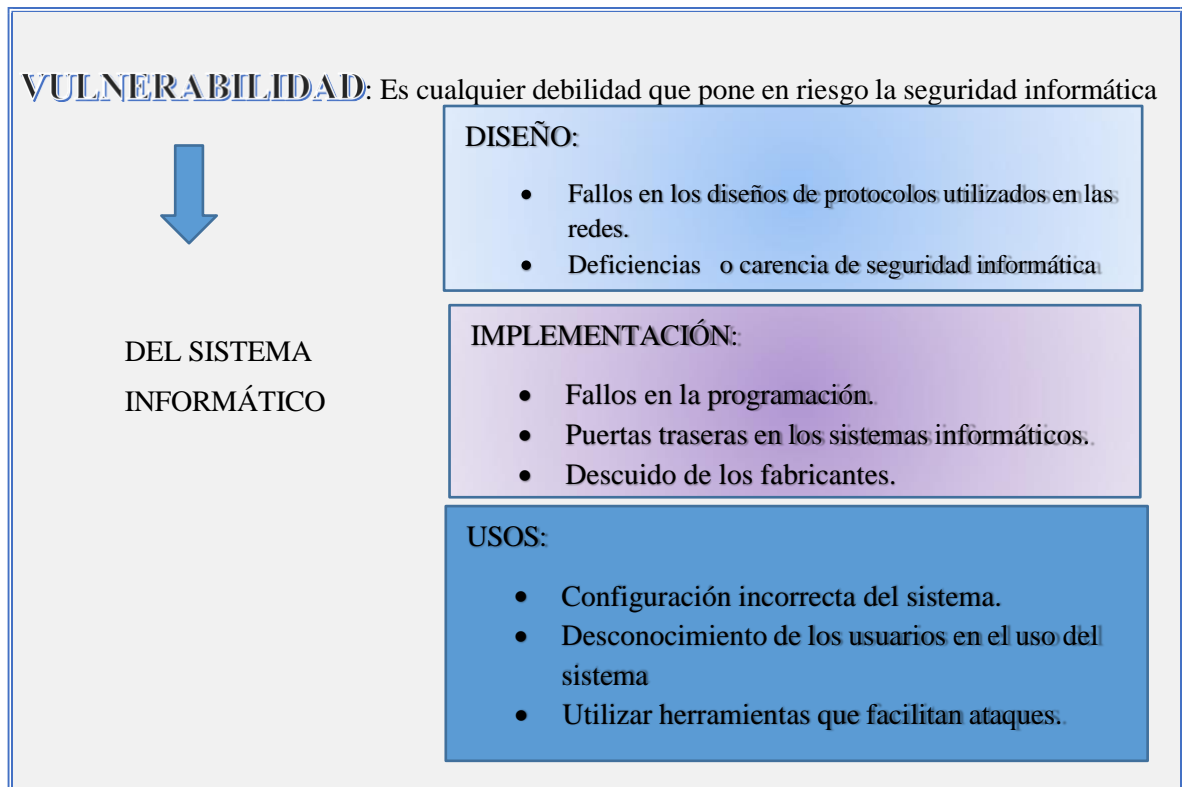 VULNERABILIDAD: Es cualquier debilidad que pone en riesgo la seguridad informática
DEL SISTEMA
INFORMÁTICO
DISEÑO:
• Fallos en los diseños de protocolos utilizados en las
redes.
• Deficiencias o carencia de seguridad informática
IMPLEMENTACIÓN:
• Fallos en la programación.
• Puertas traseras en los sistemas informáticos.
• Descuido de los fabricantes.
USOS:
• Configuración incorrecta del sistema.
• Desconocimiento de los usuarios en el uso del
sistema
• Utilizar herramientas que facilitan ataques.